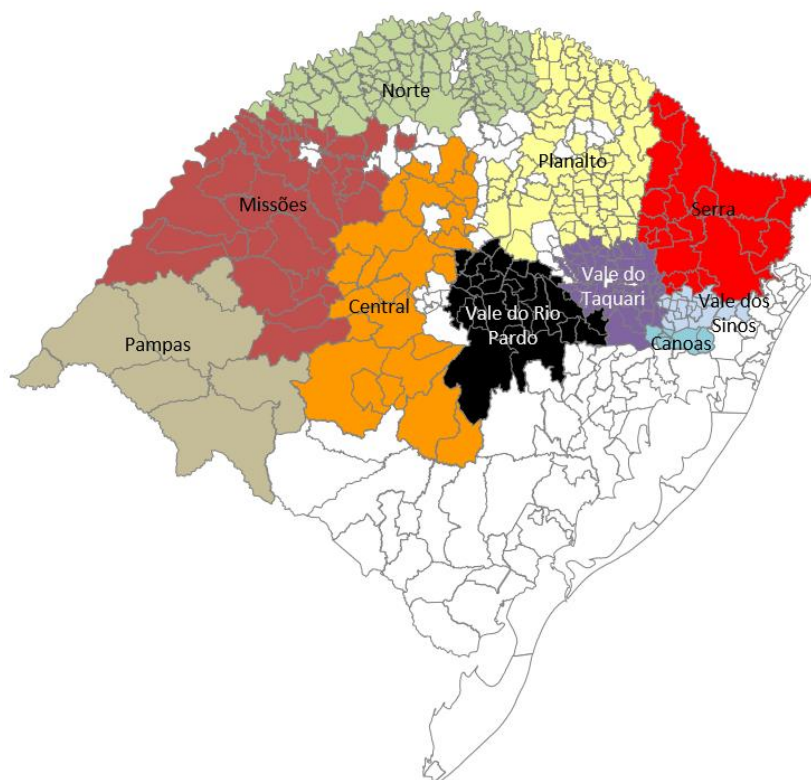 Norte
Planalto
Missões
Serra
Vale do
Taquari
Central
Vale dos
Sinos
Vale do Rio
Pardo
Pampas
Canoas